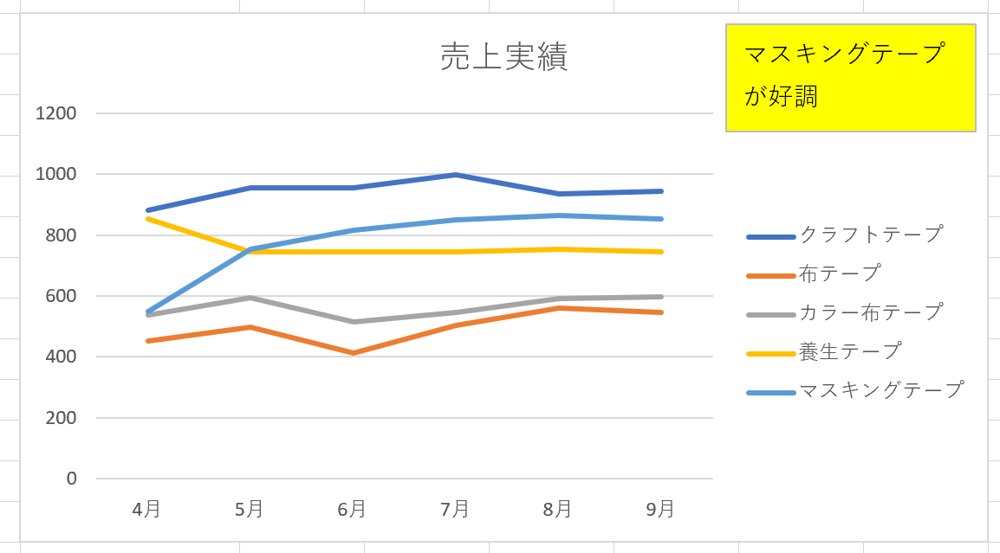 売上実績
マスキングテープ
が好調
1200
1000
800
600
400
200
0
4月 5月 6月 7月 8月 9月
クラフトテープ
布テープ
カラー布テープ
養生テープ
マスキングテープ